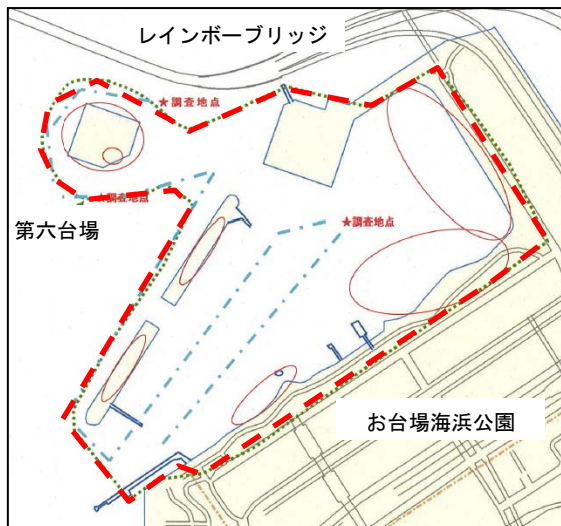 レインボーブリッジ
★調査地点
★調査地点
第六台場
★調査地点
お台場海浜公園